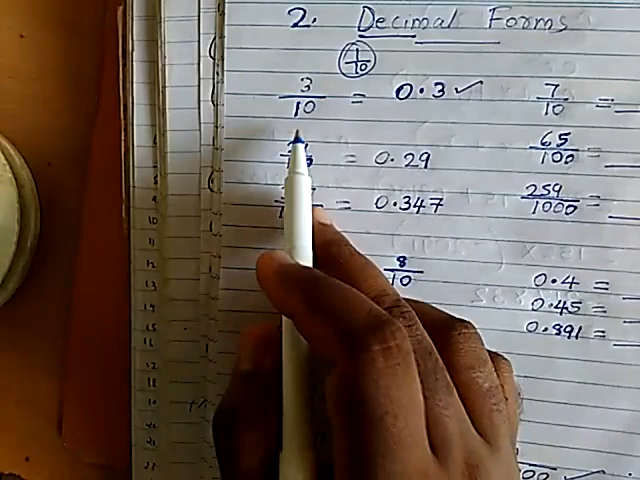 2. Decimal Forms
1/10
3/10 = 0.3 ✓ 7/10 =
= 0.29 65/100 =
= 0.347 259/1000 =
8/10 0.4 =
0.45 =
0.391 =